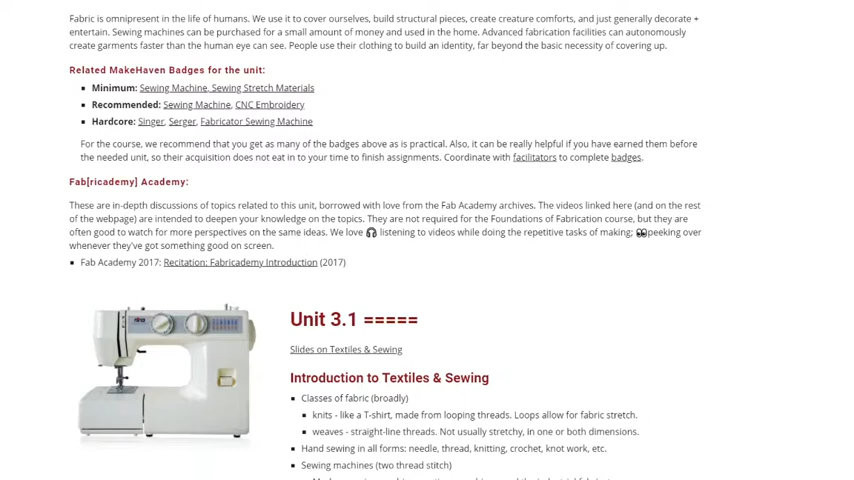 Fabric is omnipresent in the life of humans. We use it to cover ourselves, build structural pieces, create creature comforts, and just generally decorate +
entertain. Sewing machines can be purchased for a small amount of money and used in the home. Advanced fabrication facilities can autonomously
create garments faster than the human eye can see. People use their clothing to build an identity, far beyond the basic necessity of covering up.
Related MakeHaven Badges for the unit:
Minimum: Sewing Machine, Sewing Stretch Materials
Recommended: Sewing Machine, CNC Embroidery
Hardcore: Singer, Serger, Fabricator Sewing Machine
For the course, we recommend that you get as many of the badges above as is practical. Also, it can be really helpful if you have earned them before
the needed unit, so their acquisition does not eat in to your time to finish assignments. Coordinate with facilitators to complete badges.
Fab[ricademy] Academy:
These are in-depth discussions of topics related to this unit, borrowed with love from the Fab Academy archives. The videos linked here (and on the rest
of the webpage) are intended to deepen your knowledge on the topics. They are not required for the Foundations of Fabrication course, but they are
often good to watch for more perspectives on the same ideas. We love 🎧 listening to videos while doing the repetitive tasks of making; 👀peeking over
whenever they've got something good on screen.
Fab Academy 2017: Recitation: Fabricademy Introduction (2017)
Unit 3.1 =====
Slides on Textiles & Sewing
Introduction to Textiles & Sewing
Classes of fabric (broadly)
knits - like a T-shirt, made from looping threads. Loops allow for fabric stretch.
weaves - straight-line threads. Not usually stretchy, in one or both dimensions.
Hand sewing in all forms: needle, thread, knitting, crochet, knot work, etc.
Sewing machines (two thread stitch)